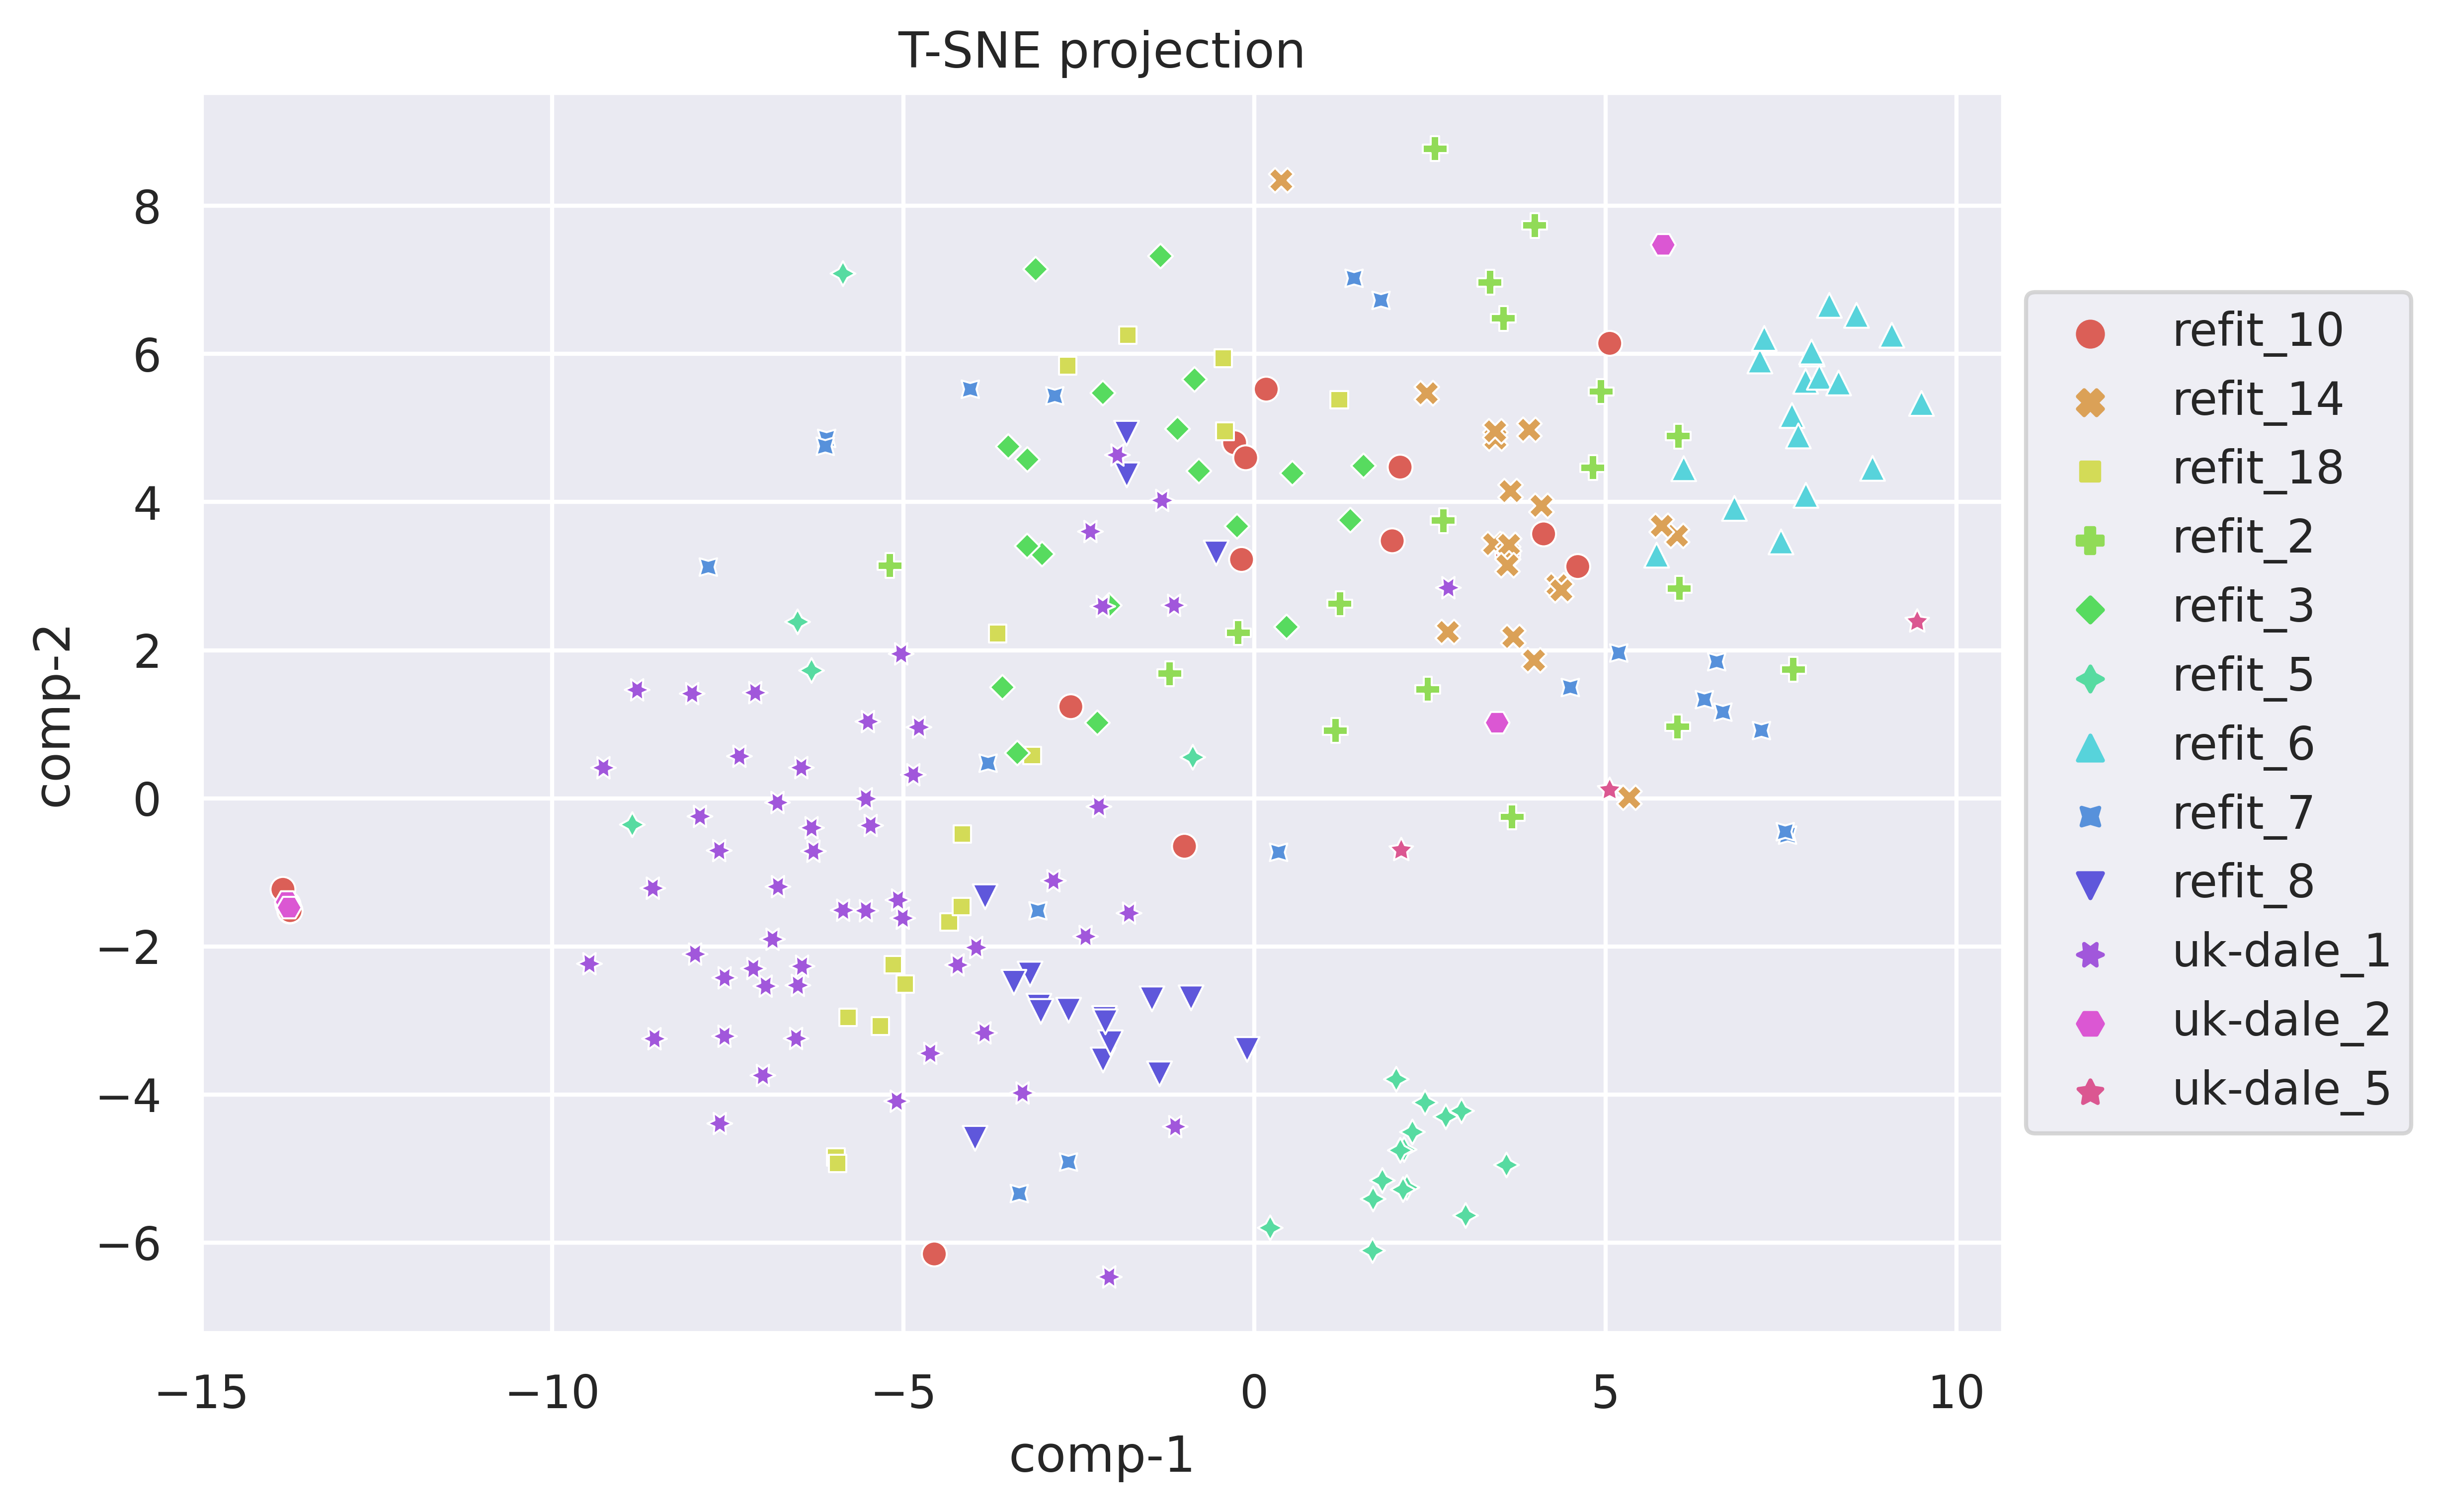 T-SNE projection
8
6
4
2
0
−2
−4
−6
comp-2
−15
−10
−5
0
5
10
comp-1
refit_10
refit_14
refit_18
refit_2
refit_3
refit_5
refit_6
refit_7
refit_8
uk-dale_1
uk-dale_2
uk-dale_5